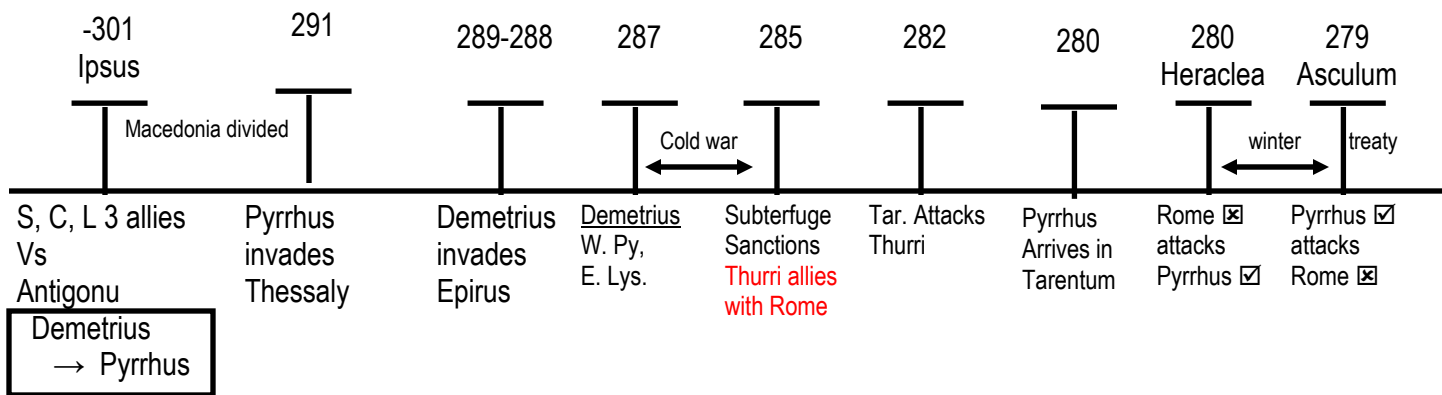 -301
Ipsus
291
289-288
287
285
282
280
280
Heraclea
279
Asculum
Macedonia divided
Cold war
winter
treaty
S, C, L 3 allies
Vs
Antigonu
Demetrius
→ Pyrrhus
Pyrrhus
invades
Thessaly
Demetrius
invades
Epirus
Demetrius
W. Py,
E. Lys.
Subterfuge
Sanctions
Thurri allies
with Rome
Tar. Attacks
Thurri
Pyrrhus
Arrives in
Tarentum
Rome ☒
attacks
Pyrrhus ☑
Pyrrhus ☑
attacks
Rome ☒